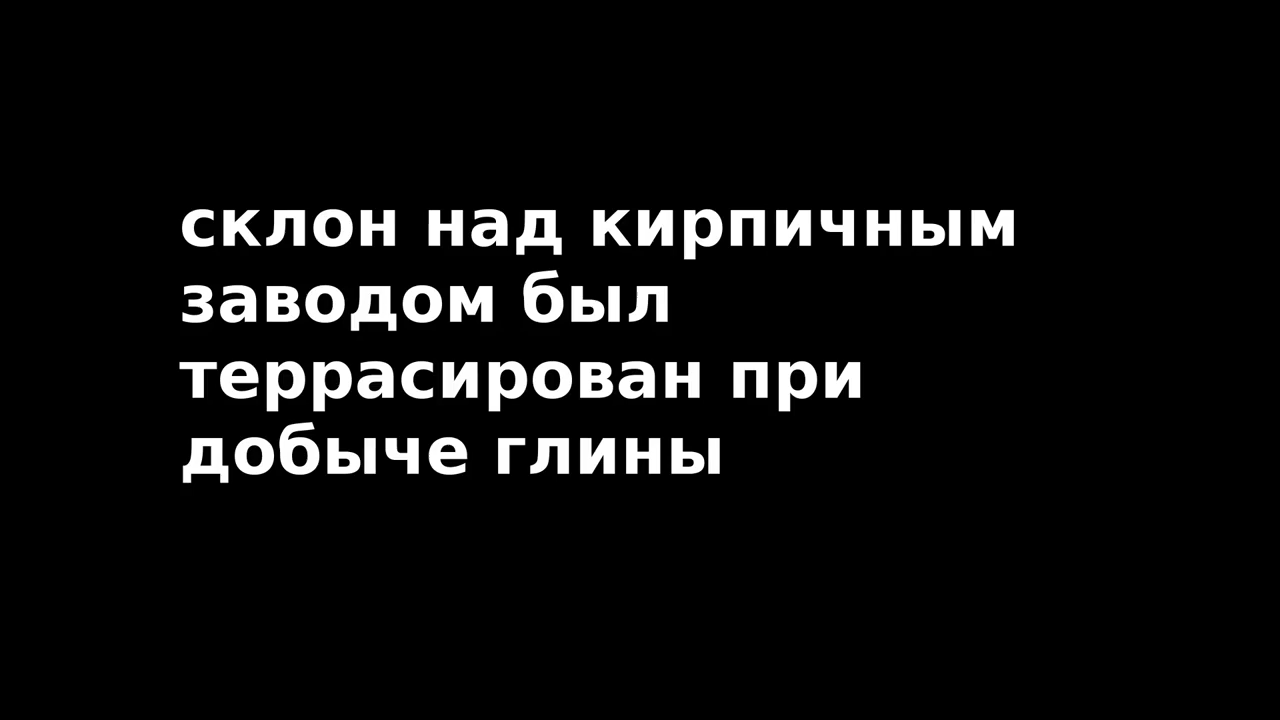 склон над кирпичным
заводом был
террасирован при
добыче глины